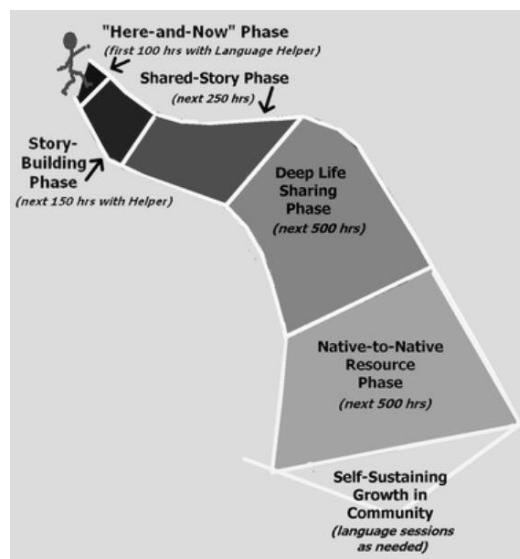 "Here-and-Now" Phase
(first 100 hrs with Language Helper)
Shared-Story Phase
(next 250 hrs)
Story-
Building
Phase
(next 150 hrs with Helper)
Deep Life
Sharing
Phase
(next 500 hrs)
Native-to-Native
Resource
Phase
(next 500 hrs)
Self-Sustaining
Growth in
Community
(language sessions
as needed)